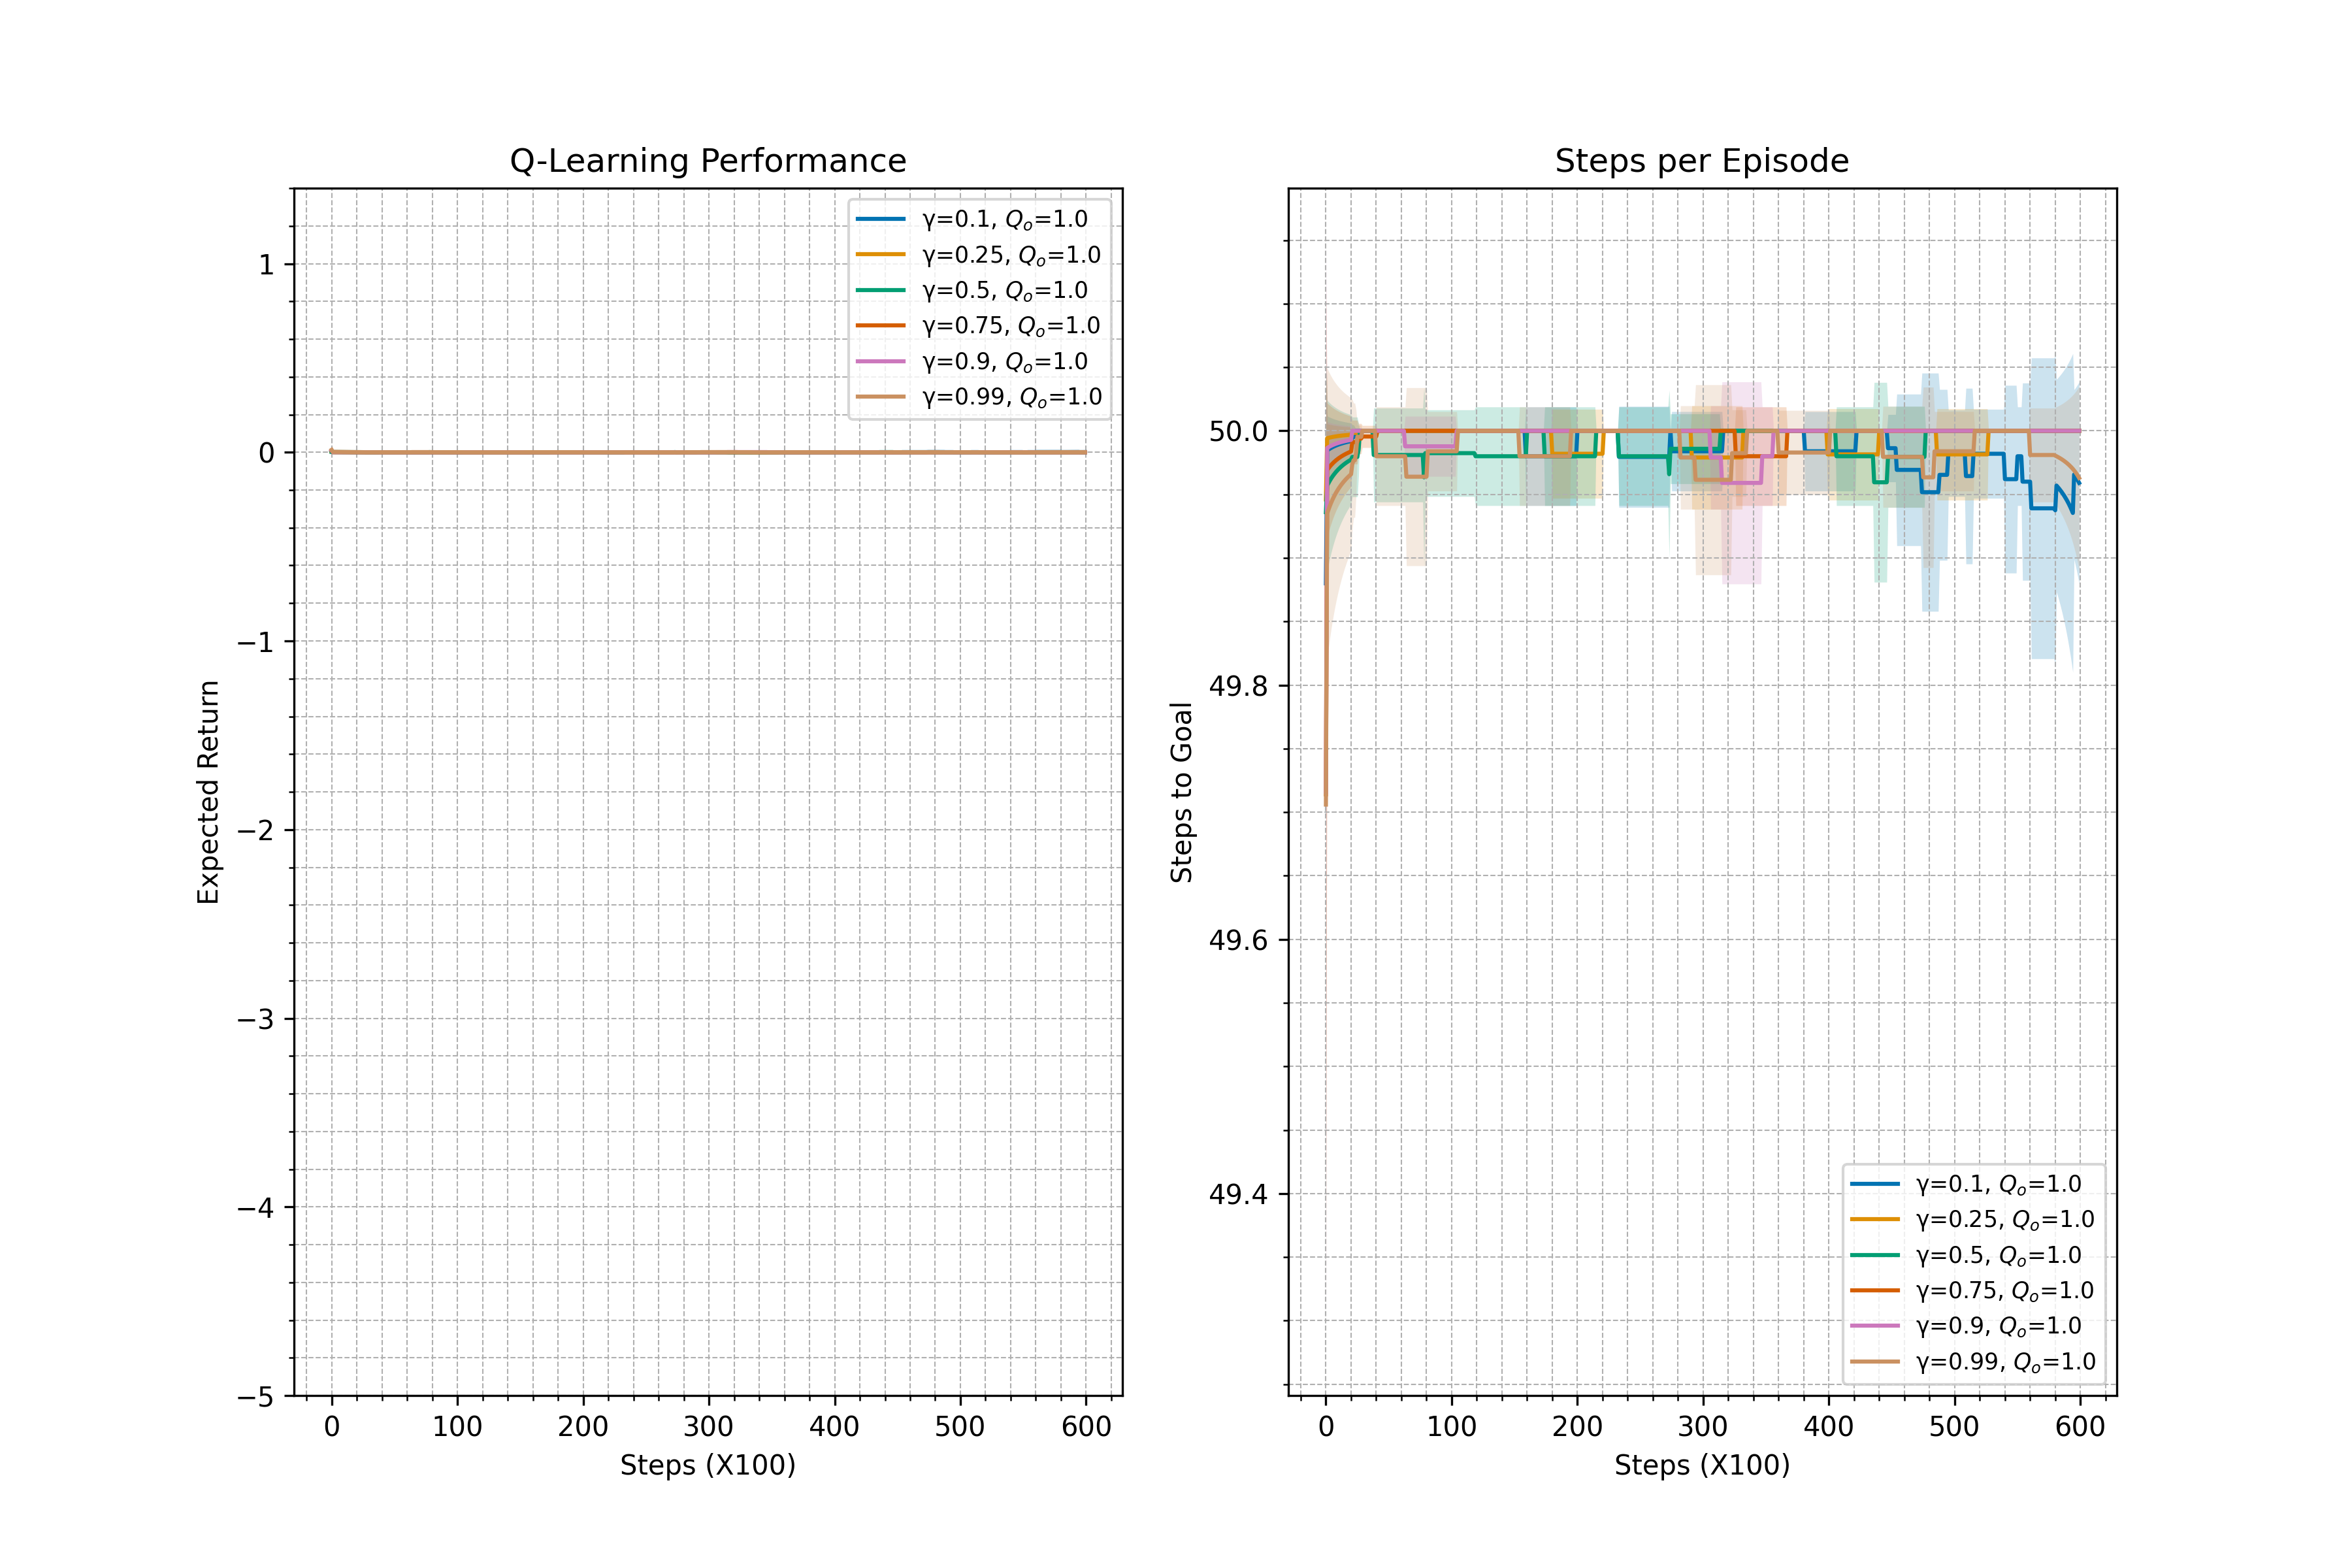 Q-Learning Performance
Expected Return
1
0
−1
−2
−3
−4
−5
0 100 200 300 400 500 600
Steps (X100)
γ=0.1, Qₒ=1.0
γ=0.25, Qₒ=1.0
γ=0.5, Qₒ=1.0
γ=0.75, Qₒ=1.0
γ=0.9, Qₒ=1.0
γ=0.99, Qₒ=1.0
Steps per Episode
Steps to Goal
50.0
49.8
49.6
49.4
0 100 200 300 400 500 600
Steps (X100)
γ=0.1, Qₒ=1.0
γ=0.25, Qₒ=1.0
γ=0.5, Qₒ=1.0
γ=0.75, Qₒ=1.0
γ=0.9, Qₒ=1.0
γ=0.99, Qₒ=1.0